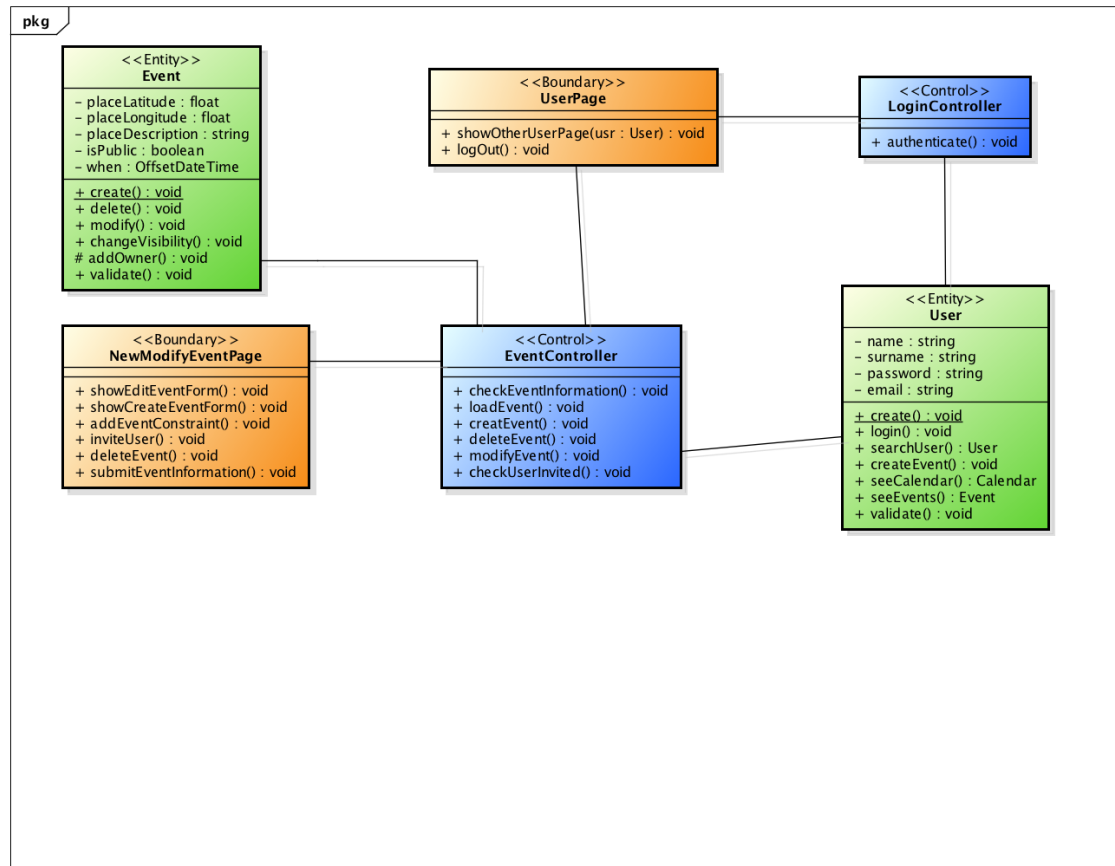 pkg
<<Entity>>
Event
- placeLatitude : float
- placeLongitude : float
- placeDescription : string
- isPublic : boolean
- when : OffsetDateTime
+ create() : void
+ delete() : void
+ modify() : void
+ changeVisibility() : void
# addOwner() : void
+ validate() : void
<<Boundary>>
UserPage
+ showOtherUserPage(usr : User) : void
+ logOut() : void
<<Control>>
LoginController
+ authenticate() : void
<<Boundary>>
NewModifyEventPage
+ showEditEventForm() : void
+ showCreateEventForm() : void
+ addEventConstraint() : void
+ inviteUser() : void
+ deleteEvent() : void
+ submitEventInformation() : void
<<Control>>
EventController
+ checkEventInformation() : void
+ loadEvent() : void
+ creatEvent() : void
+ deleteEvent() : void
+ modifyEvent() : void
+ checkUserInvited() : void
<<Entity>>
User
- name : string
- surname : string
- password : string
- email : string
+ create() : void
+ login() : void
+ searchUser() : User
+ createEvent() : void
+ seeCalendar() : Calendar
+ seeEvents() : Event
+ validate() : void